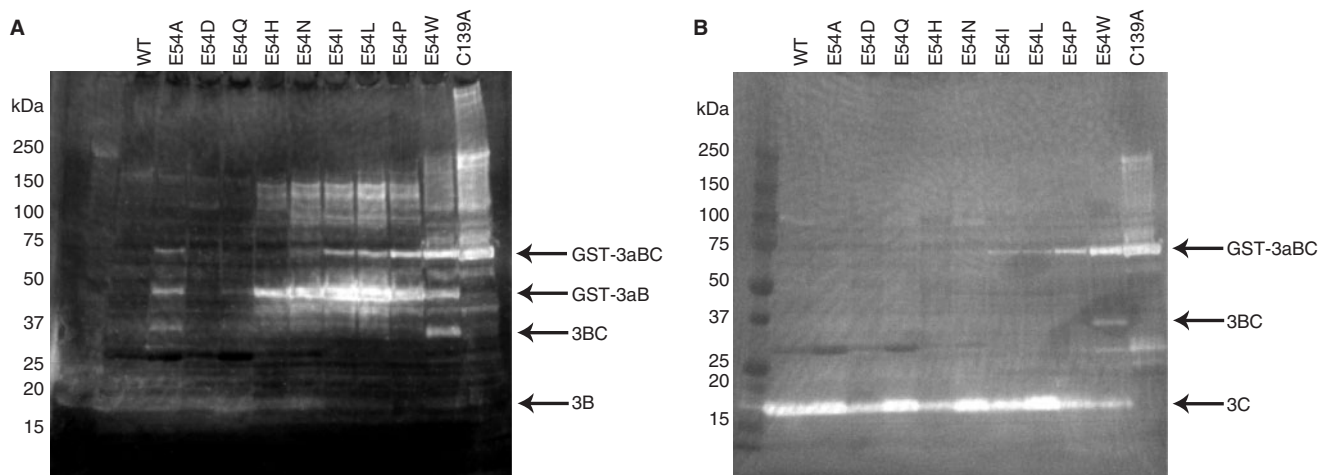 A
WT
E54A
E54D
E54Q
E54H
E54N
E54I
E54L
E54P
E54W
C139A
kDa
250
150
100
75
50
37
25
20
15
GST-3aBC
GST-3aB
3BC
3B
B
WT
E54A
E54D
E54Q
E54H
E54N
E54I
E54L
E54P
E54W
C139A
kDa
250
150
100
75
50
37
25
20
15
GST-3aBC
3BC
3C